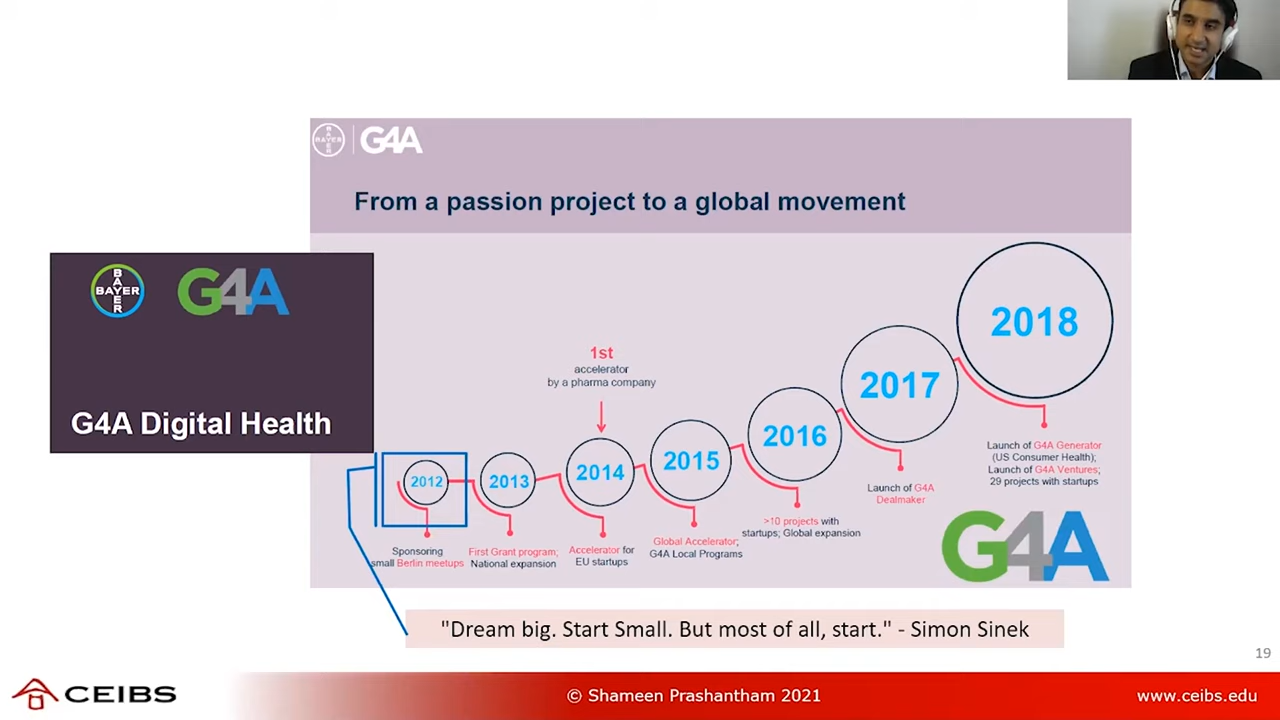 BAYER
G4A
From a passion project to a global movement
BAYER
G4A
G4A Digital Health
1st
accelerator
by a pharma company
2012
2013
2014
2015
2016
2017
2018
Sponsoring
small Berlin meetups
First Grant program;
National expansion
Accelerator for
EU startups
Global Accelerator;
G4A Local Programs
>10 projects with
startups; Global expansion
Launch of G4A
Dealmaker
Launch of G4A Generator
(US Consumer Health);
Launch of G4A Ventures;
29 projects with startups
G4A
"Dream big. Start Small. But most of all, start." - Simon Sinek
19
CEIBS
© Shameen Prashantham 2021
www.ceibs.edu